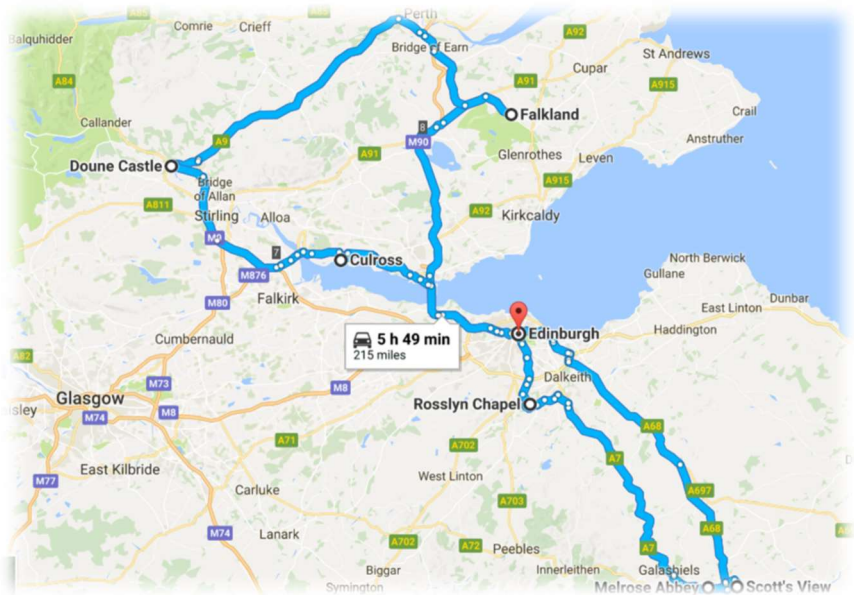 Perth
Comrie
Crieff
A92
Balquhidder
Bridge of Earn
St Andrews
Cupar
A84
A91
A915
Crail
Callander
Falkland
8
Anstruther
A9
M90
A91
Glenrothes
Leven
Doune Castle
A915
Bridge
of Allan
A811
Stirling
Alloa
A92
Kirkcaldy
M9
7
Culross
North Berwick
M876
Gullane
M80
Falkirk
Dunbar
East Linton
Edinburgh
Haddington
5 h 49 min
215 miles
Cumbernauld
A82
M73
Dalkeith
M8
Glasgow
Rosslyn Chapel
M74
M8
A68
A71
A702
A7
East Kilbride
West Linton
M77
Carluke
A703
A697
M74
Lanark
A68
A702
A72
Peebles
A7
Biggar
Innerleithen
Galashiels
Symington
Melrose Abbey
Scott's View